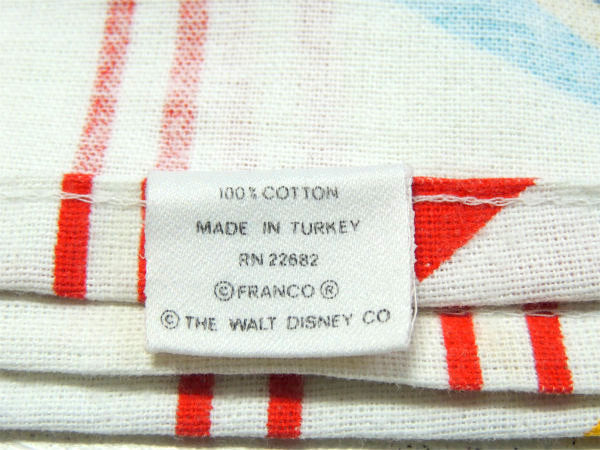 100% COTTON
MADE IN TURKEY
RN 22682
©FRANCO®
© THE WALT DISNEY CO